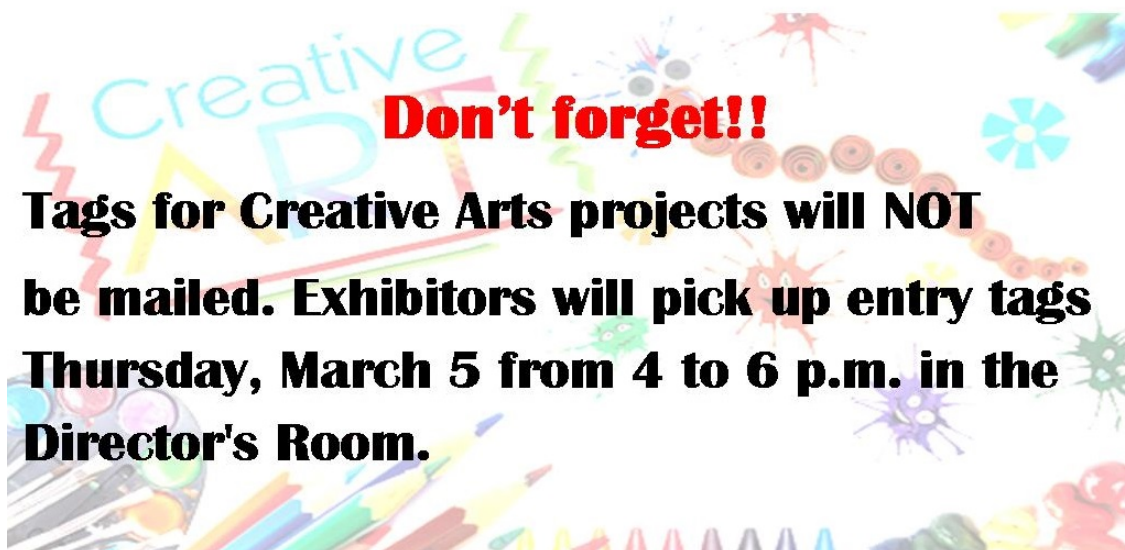 Creative
ART
Don’t forget!!
Tags for Creative Arts projects will NOT
be mailed. Exhibitors will pick up entry tags
Thursday, March 5 from 4 to 6 p.m. in the
Director's Room.